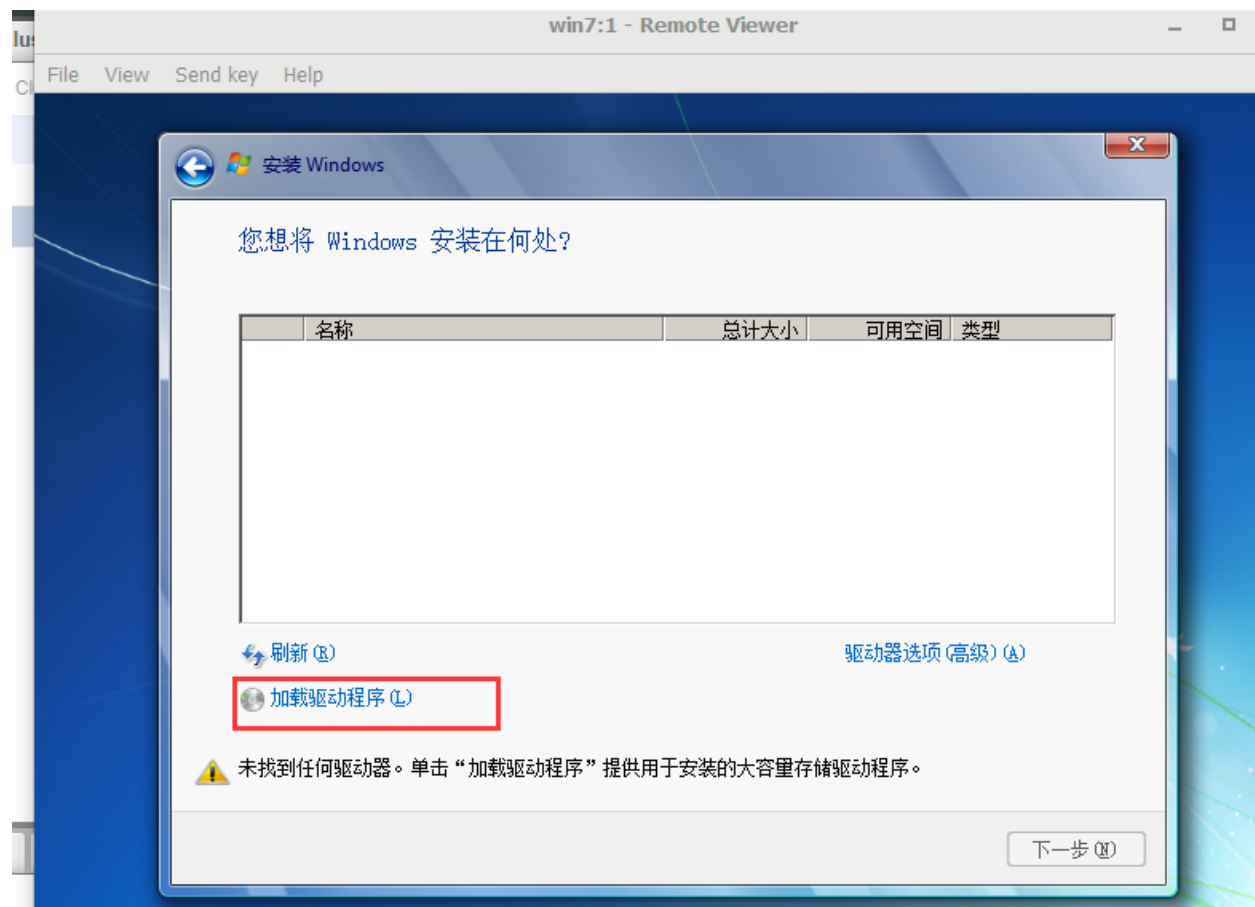 win7:1 - Remote Viewer
File View Send key Help
安装 Windows
您想将 Windows 安装在何处?
名称 总计大小 可用空间 类型
刷新(R) 驱动器选项(高级)(A)
加载驱动程序(L)
未找到任何驱动器。单击“加载驱动程序”提供用于安装的大容量存储驱动程序。
下一步(N)